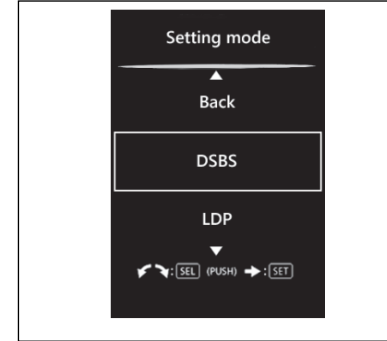 Setting mode
Back
DSBS
LDP
:SEL (PUSH) :SET